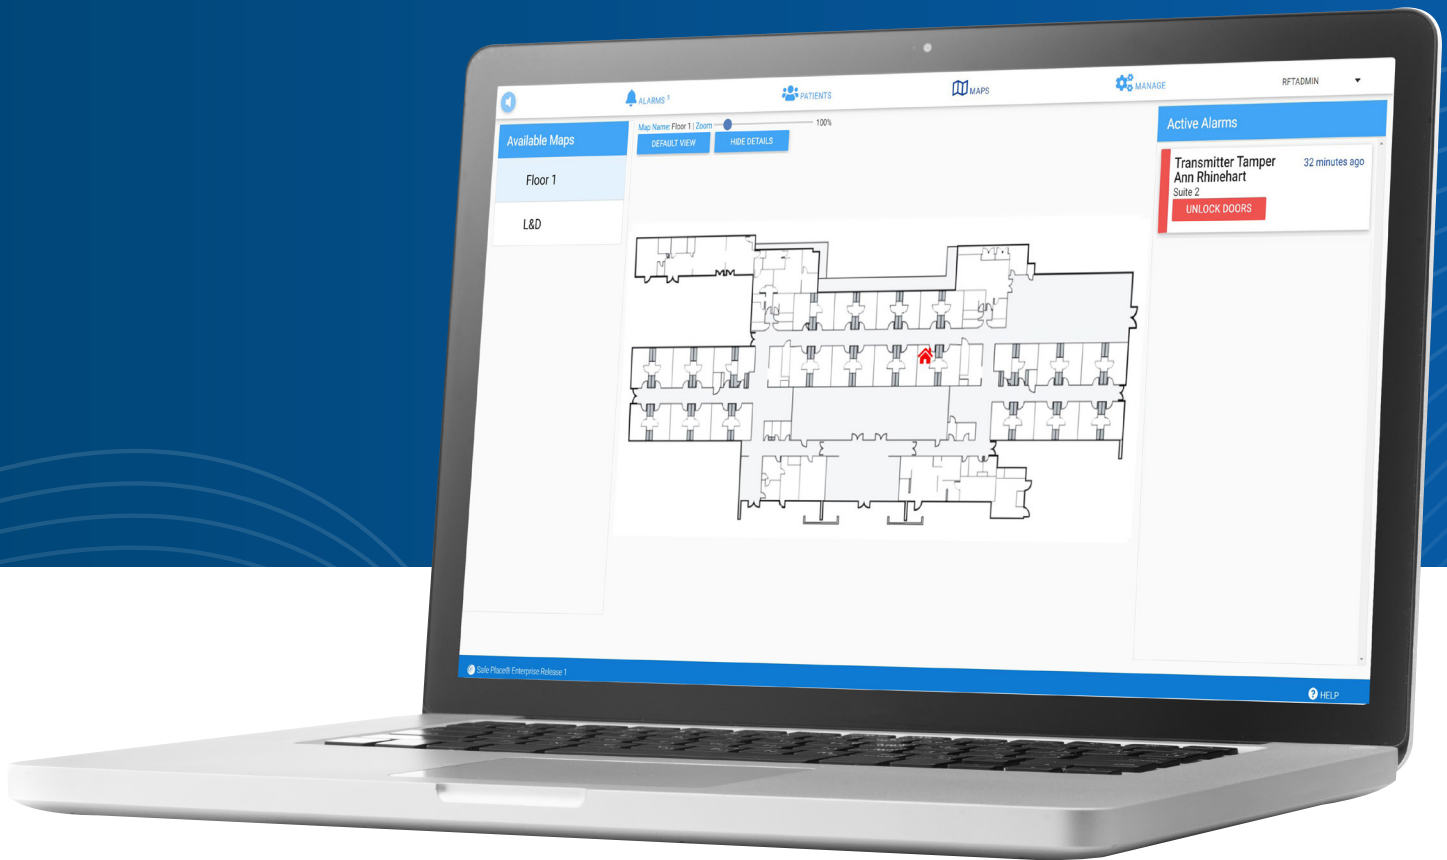 ALARMS
PATIENTS
MAPS
MANAGE
RFTADMIN
Available Maps
Floor 1
L&D
Map Name: Floor 1 | Zoom
100%
DEFAULT VIEW
HIDE DETAILS
Active Alarms
Transmitter Tamper
32 minutes ago
Ann Rhinehart
Suite 2
UNLOCK DOORS
Safe Place® Enterprise Release 1
HELP